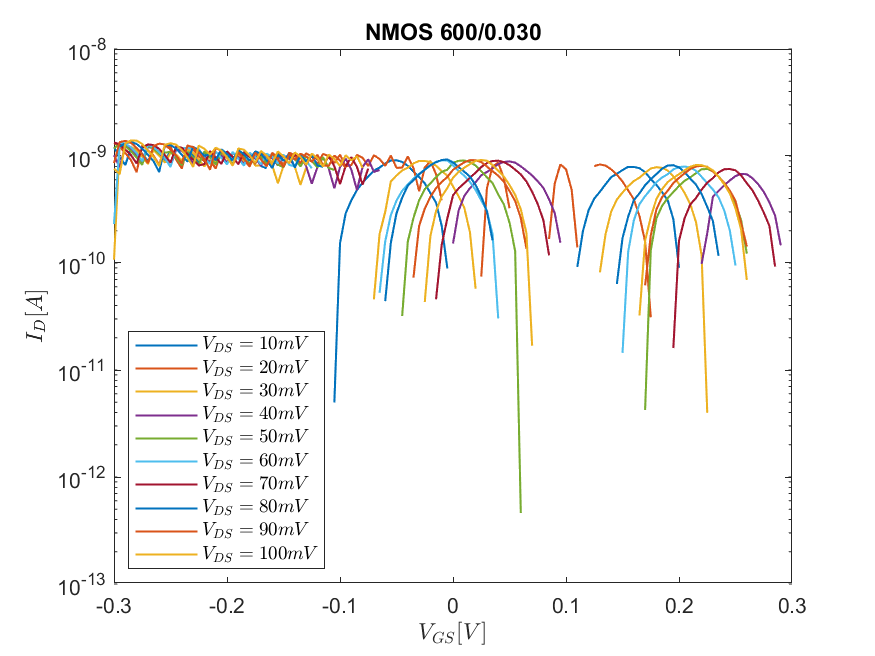 NMOS 600/0.030
10^-8
10^-9
10^-10
10^-11
10^-12
10^-13
I_D[A]
V_DS = 10mV
V_DS = 20mV
V_DS = 30mV
V_DS = 40mV
V_DS = 50mV
V_DS = 60mV
V_DS = 70mV
V_DS = 80mV
V_DS = 90mV
V_DS = 100mV
-0.3 -0.2 -0.1 0 0.1 0.2 0.3
V_GS[V]